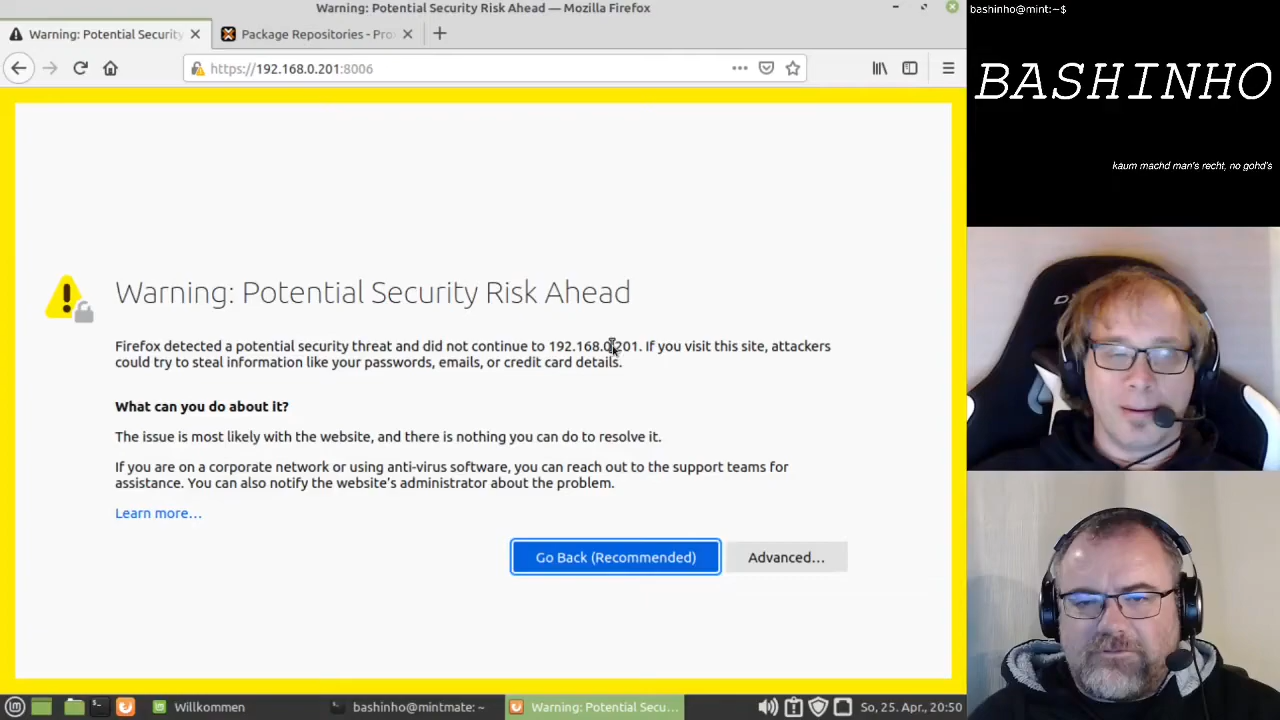 Warning: Potential Security Risk Ahead — Mozilla Firefox
Warning: Potential Security
Package Repositories - Pro
https://192.168.0.201:8006
Warning: Potential Security Risk Ahead
Firefox detected a potential security threat and did not continue to 192.168.0.201. If you visit this site, attackers
could try to steal information like your passwords, emails, or credit card details.
What can you do about it?
The issue is most likely with the website, and there is nothing you can do to resolve it.
If you are on a corporate network or using anti-virus software, you can reach out to the support teams for
assistance. You can also notify the website's administrator about the problem.
Learn more…
Go Back (Recommended)
Advanced…
Willkommen
bashinho@mintmate: ~
Warning: Potential Secu…
So, 25. Apr., 20:50
bashinho@mint:~$
BASHINHO
kaum machd man's recht, no gohd's